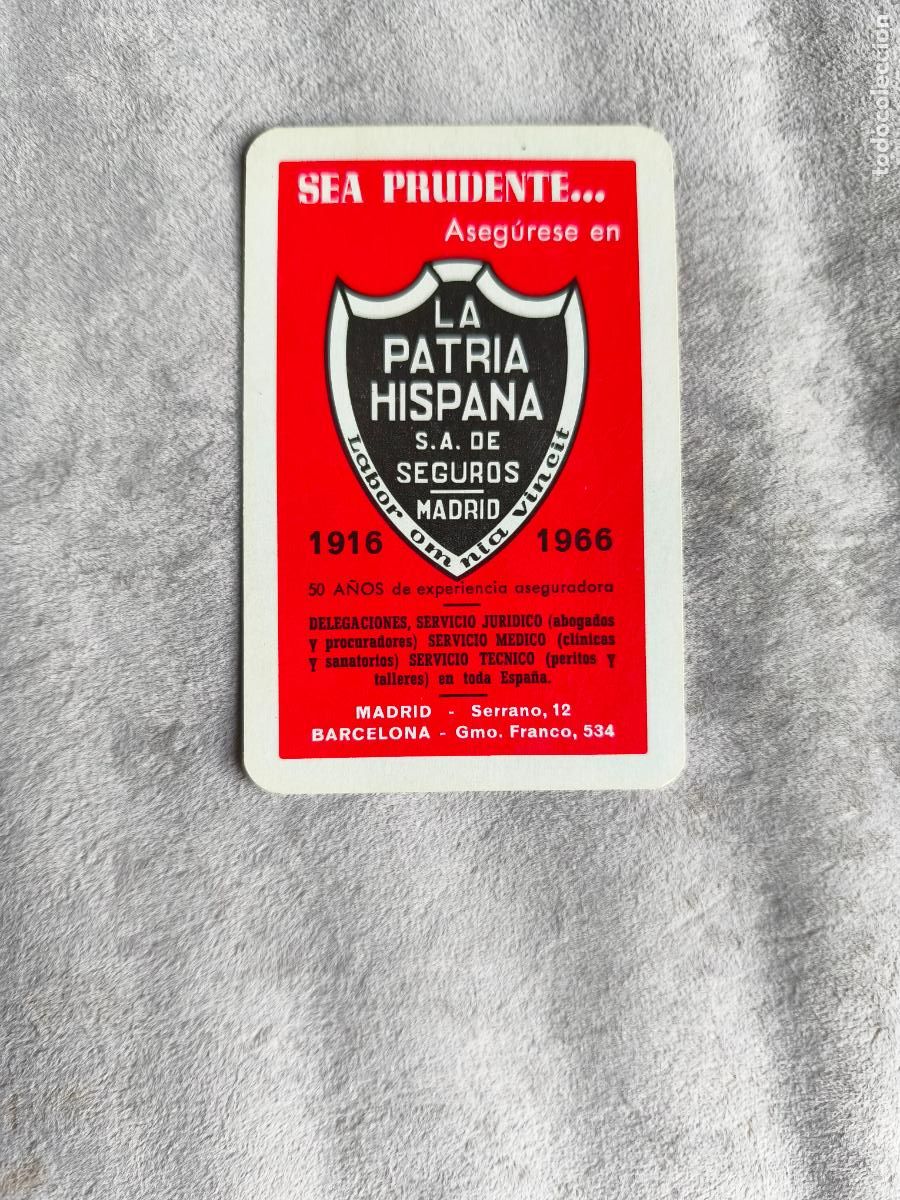 SEA PRUDENTE...
Asegúrese en
LA
PATRIA
HISPANA
S.A. DE
SEGUROS
MADRID
Labor omnia vincit
1916 1966
50 AÑOS de experiencia aseguradora
DELEGACIONES, SERVICIO JURIDICO (abogados
y procuradores) SERVICIO MEDICO (clínicas
y sanatorios) SERVICIO TECNICO (peritos y
talleres) en toda España.
MADRID - Serrano, 12
BARCELONA - Gmo. Franco, 534
todocoleccion